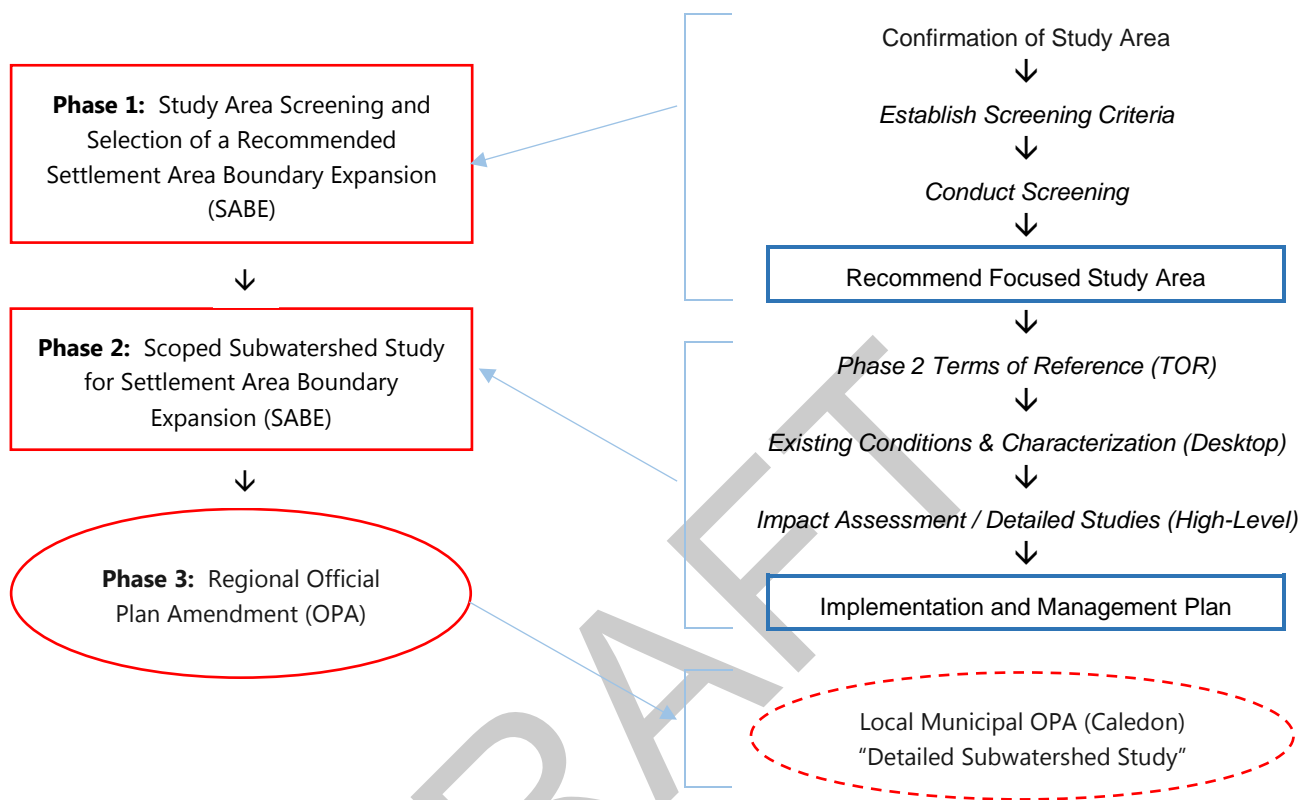 Phase 1: Study Area Screening and
Selection of a Recommended
Settlement Area Boundary Expansion
(SABE)
Phase 2: Scoped Subwatershed Study
for Settlement Area Boundary
Expansion (SABE)
Phase 3: Regional Official
Plan Amendment (OPA)
Confirmation of Study Area
Establish Screening Criteria
Conduct Screening
Recommend Focused Study Area
Phase 2 Terms of Reference (TOR)
Existing Conditions & Characterization (Desktop)
Impact Assessment / Detailed Studies (High-Level)
Implementation and Management Plan
Local Municipal OPA (Caledon)
“Detailed Subwatershed Study”
DRAFT